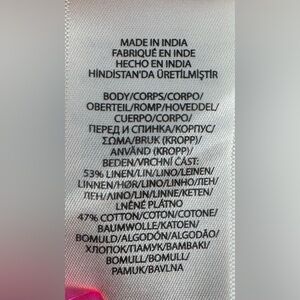 MADE IN INDIA
FABRIQUÉ EN INDE
HECHO EN INDIA
HİNDİSTAN'DA ÜRETİLMİŞTİR
BODY/CORPS/CORPO/
OBERTEIL/ROMP/HOVEDDEL/
CUERPO/CORPO/
ПЕРЕД И СПИНКА/КОРПУС/
ΣΩΜΑ/BRUK (KROPP)/
ANVÄND (KROPP)/
BEDEN/VRCHNÍ ČÁST:
53% LINEN/LIN/LINO/LEINEN/
LINNEN/HØR/LINO/LINHO/ЛЕН/
ЛЕН/ΛΙΝΟ/LIN/LINNE/KETEN/
LNĚNÉ PLÁTNO
47% COTTON/COTON/COTONE/
BAUMWOLLE/KATOEN/
BOMULD/ALGODÓN/ALGODÃO/
ХЛОПОК/ПАМУК/ΒΑΜΒΑΚΙ/
BOMULL/BOMULL/
PAMUK/BAVLNA